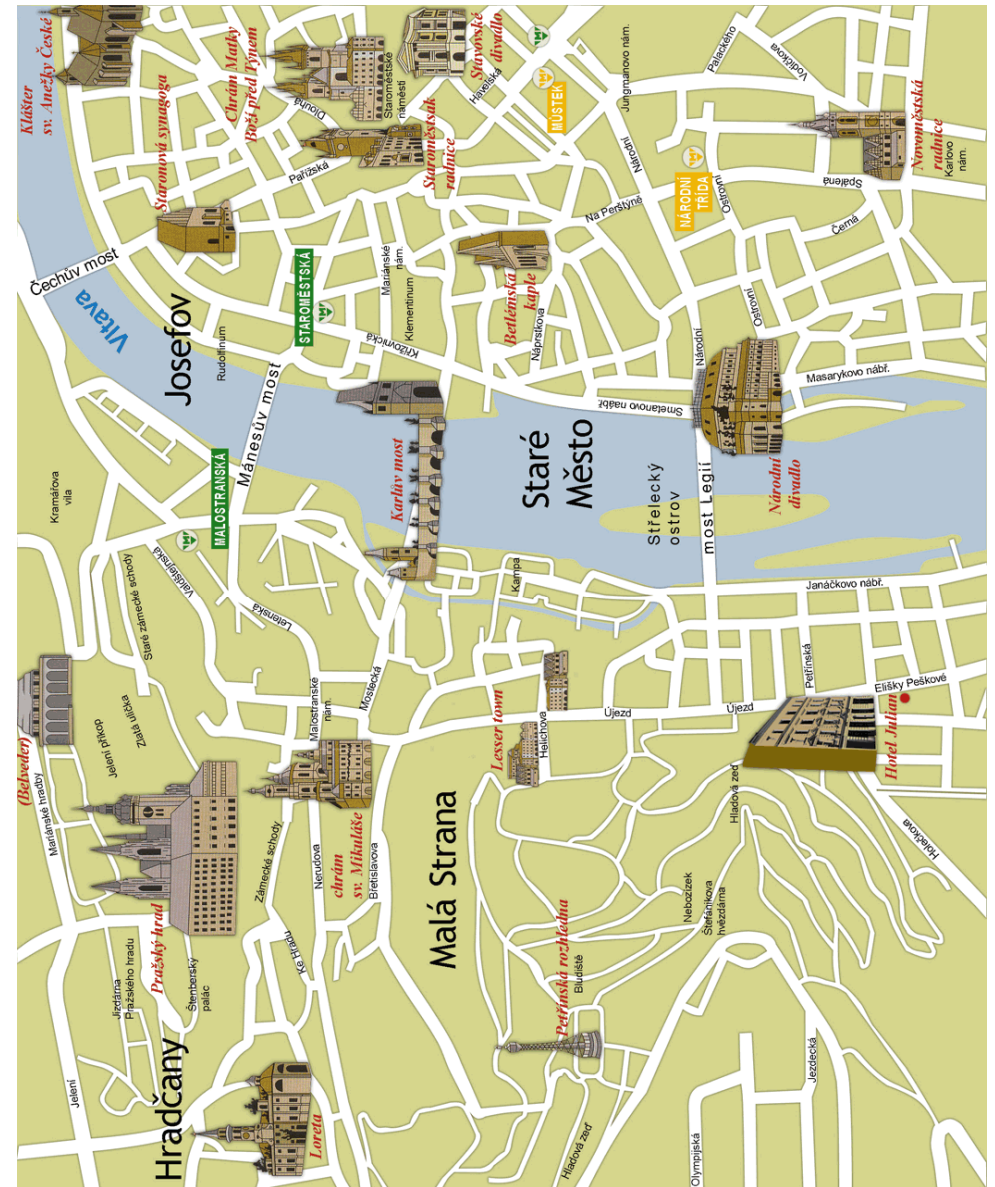 Klášter
sv. Anežky České
Staronová synagoga
Chrám Matky
Boží před Týnem
Dlouhá
Staroměstské
náměstí
Stavovské
divadlo
Havelská
MŮSTEK
Jungmanovo nám.
Palackého
Vodičkova
Novoměstská
radnice
Karlovo
nám.
Pařížská
Staroměstsak
radnice
Národní
NÁRODNÍ
TŘÍDA
Ostrovní
Spálená
Na Perštýně
Černá
Čechův most
Vltava
Josefov
STAROMĚSTSKÁ
Mariánské
nám.
Klementinum
Betlémská
kaple
Náprstkova
Ostrovní
Rudolfinum
Křižovnická
Národní
Masarykovo nábř.
Smetanovo naábř.
Mánesův most
Karlův most
Staré
Město
Střelecký
ostrov
most Legií
Národní
divadlo
Kramářova
vila
MALOSTRANSKÁ
Valdštejnská
Letenská
Staré zámecké schody
Kampa
Janáčkovo nábř.
Zlatá ulička
Jelení příkop
Malostranské
nám.
Mostecká
Lesser town
Helichova
Újezd
Újezd
Petřínská
Elišky Peškové
Hotel Julian
(Belveder)
Mariánské hradby
Pražský hrad
Zámecké schody
Nerudova
chrám
sv. Mikuláše
Břetislavova
Malá Strana
Hladová zeď
Holečkova
Nebozízek
Štefánikova
hvězdárna
Jízdárna
Pražského hradu
Štenberský
palác
Ke Hradu
Petřínská rozhledna
Bludiště
Hradčany
Jelení
Loreta
Hladová zeď
Olympijská
Jezdecká